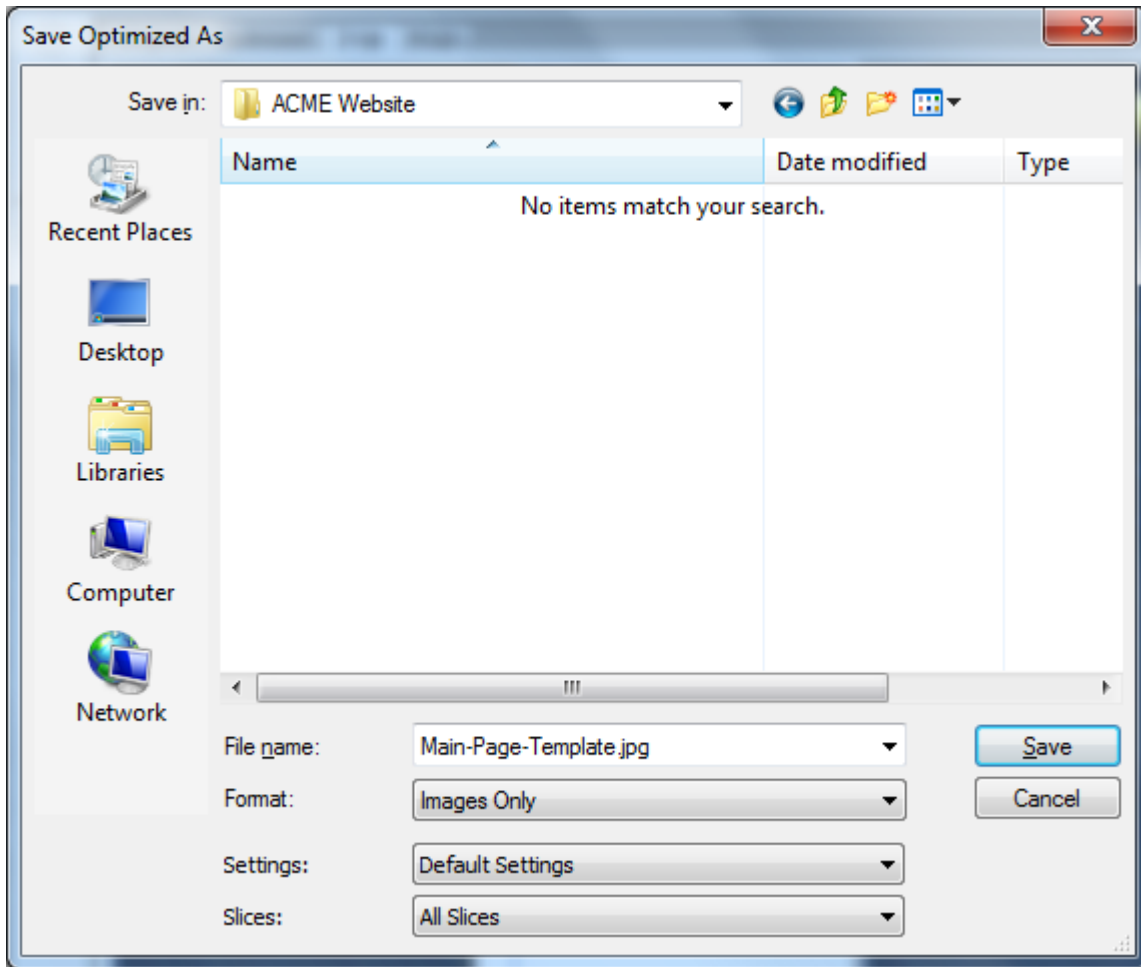 Save Optimized As
Save in:
ACME Website
Name
Date modified
Type
No items match your search.
Recent Places
Desktop
Libraries
Computer
Network
File name:
Main-Page-Template.jpg
Save
Format:
Images Only
Cancel
Settings:
Default Settings
Slices:
All Slices